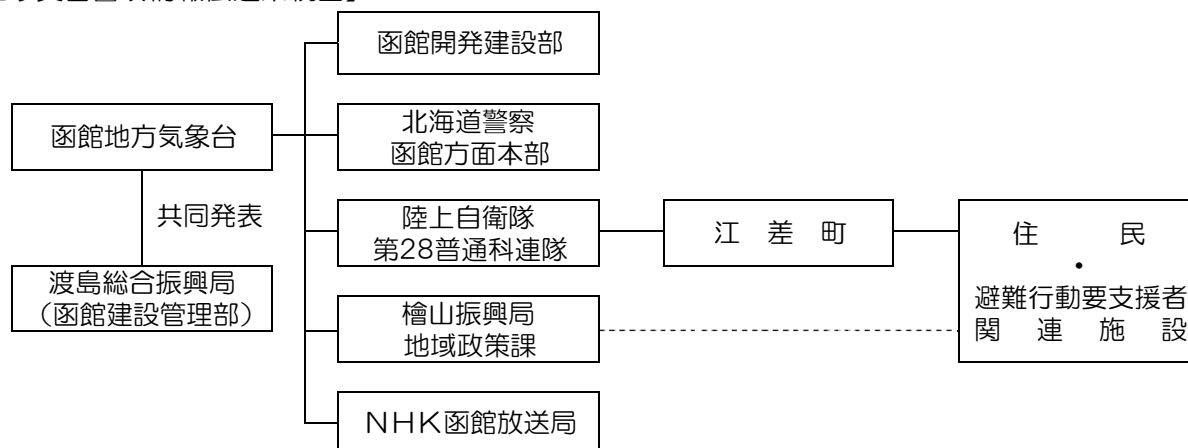 函館開発建設部
函館地方気象台
北海道警察
函館方面本部
共同発表
陸上自衛隊
第28普通科連隊
江差町
住民
・
避難行動要支援者
関連施設
渡島総合振興局
（函館建設管理部）
檜山振興局
地域政策課
NHK函館放送局